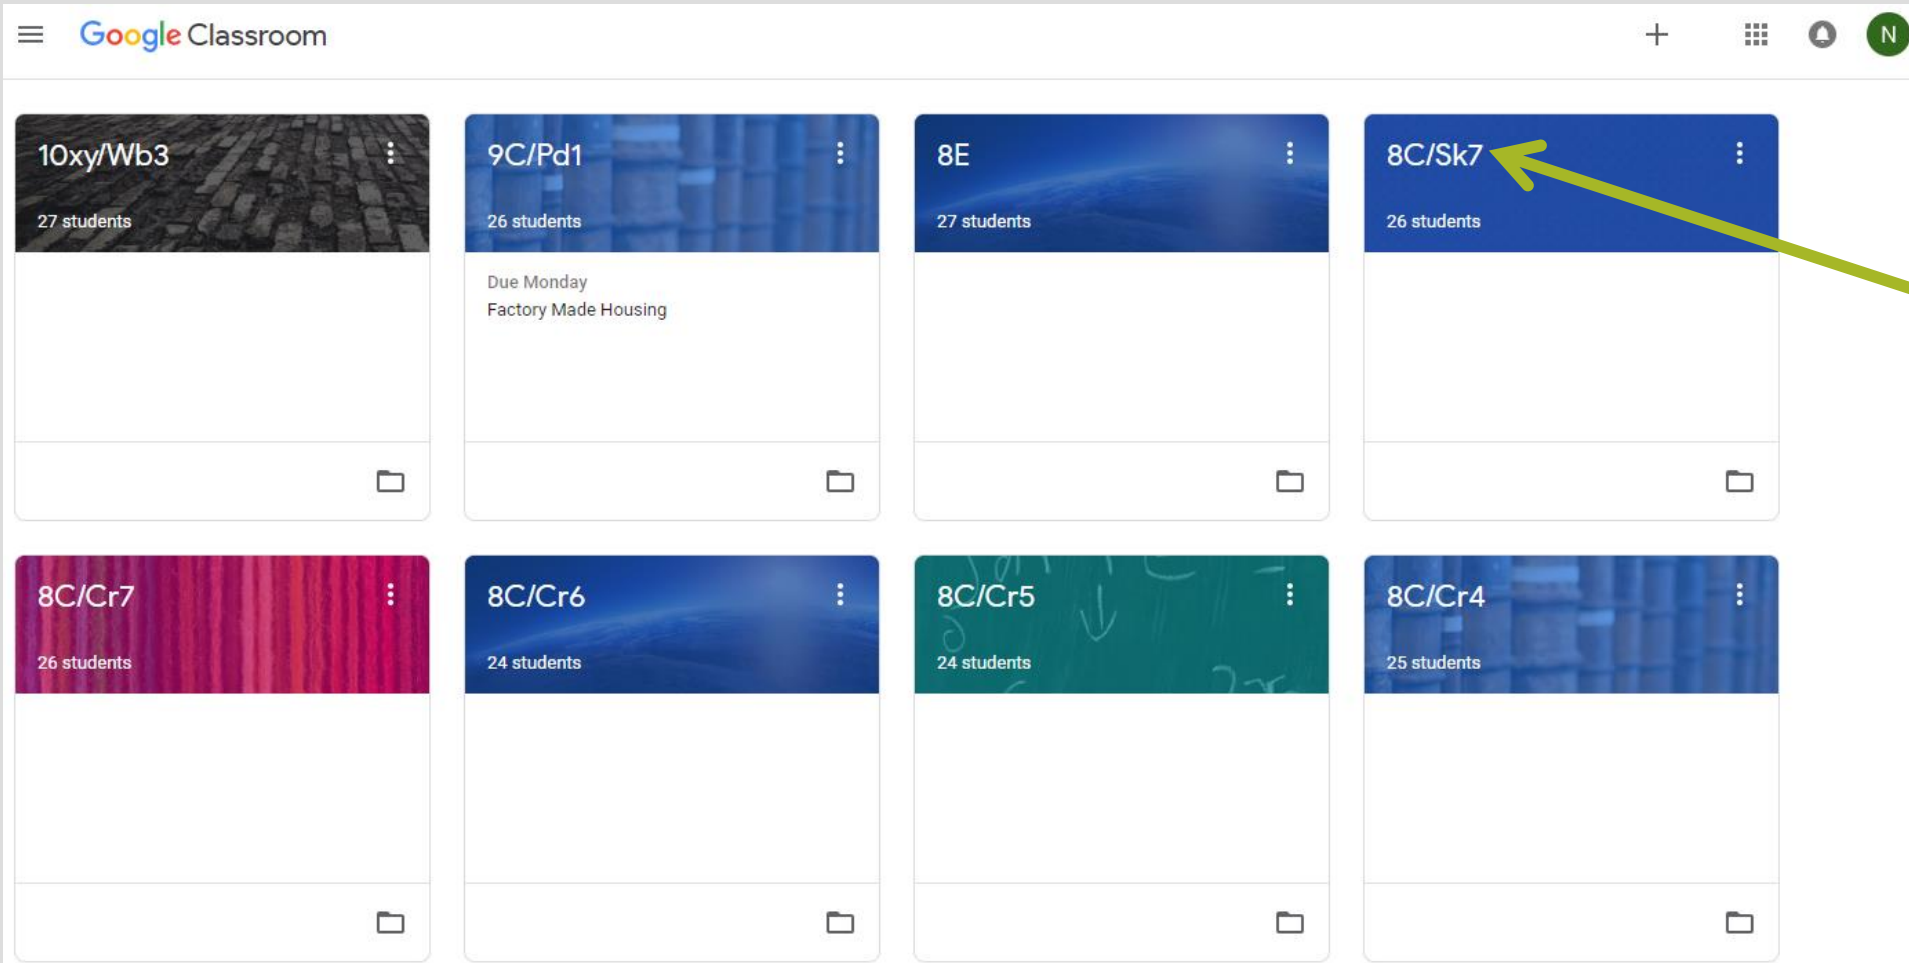 Google Classroom
N
10xy/Wb3
27 students
9C/Pd1
26 students
Due Monday
Factory Made Housing
8E
27 students
8C/Sk7
26 students
8C/Cr7
26 students
8C/Cr6
24 students
8C/Cr5
24 students
8C/Cr4
25 students